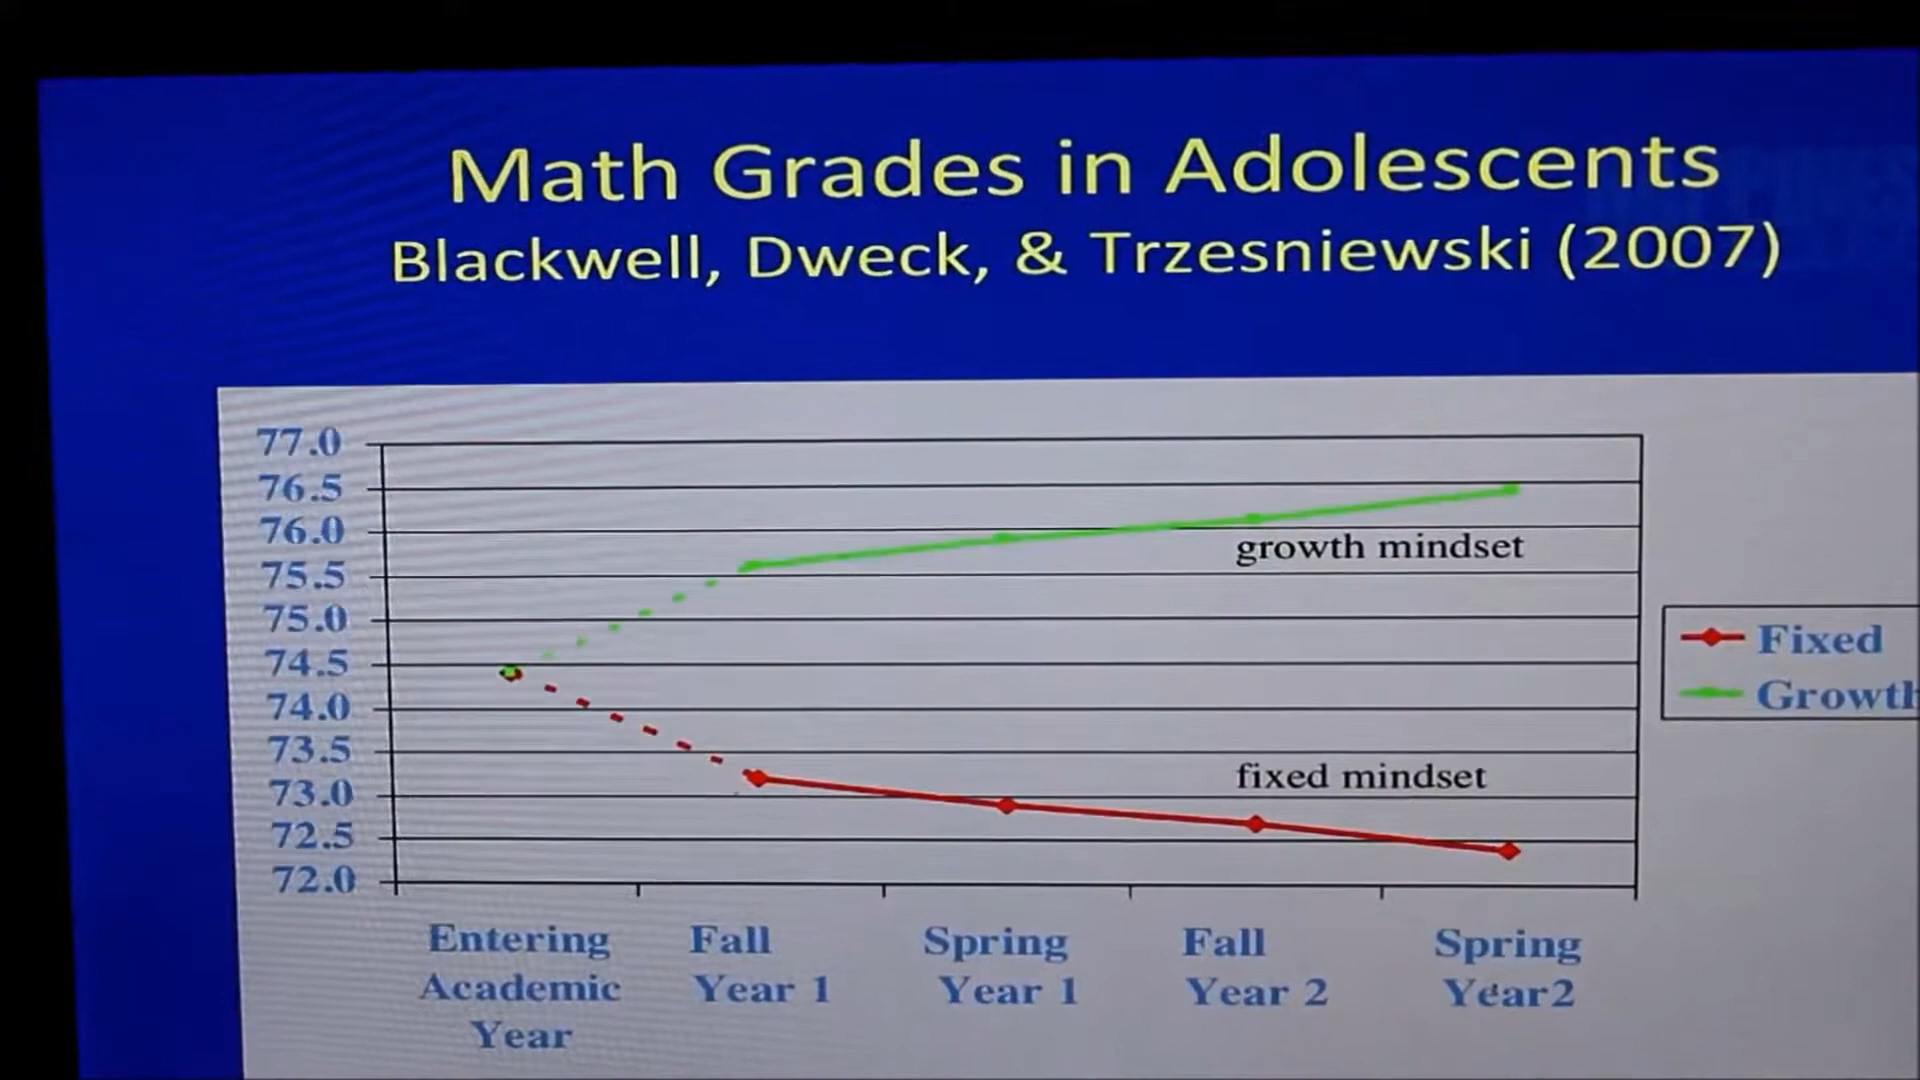 Math Grades in Adolescents
Blackwell, Dweck, & Trzesniewski (2007)
77.0
76.5
76.0
75.5
75.0
74.5
74.0
73.5
73.0
72.5
72.0
growth mindset
fixed mindset
Fixed
Growth
Entering
Academic
Year
Fall
Year 1
Spring
Year 1
Fall
Year 2
Spring
Year2